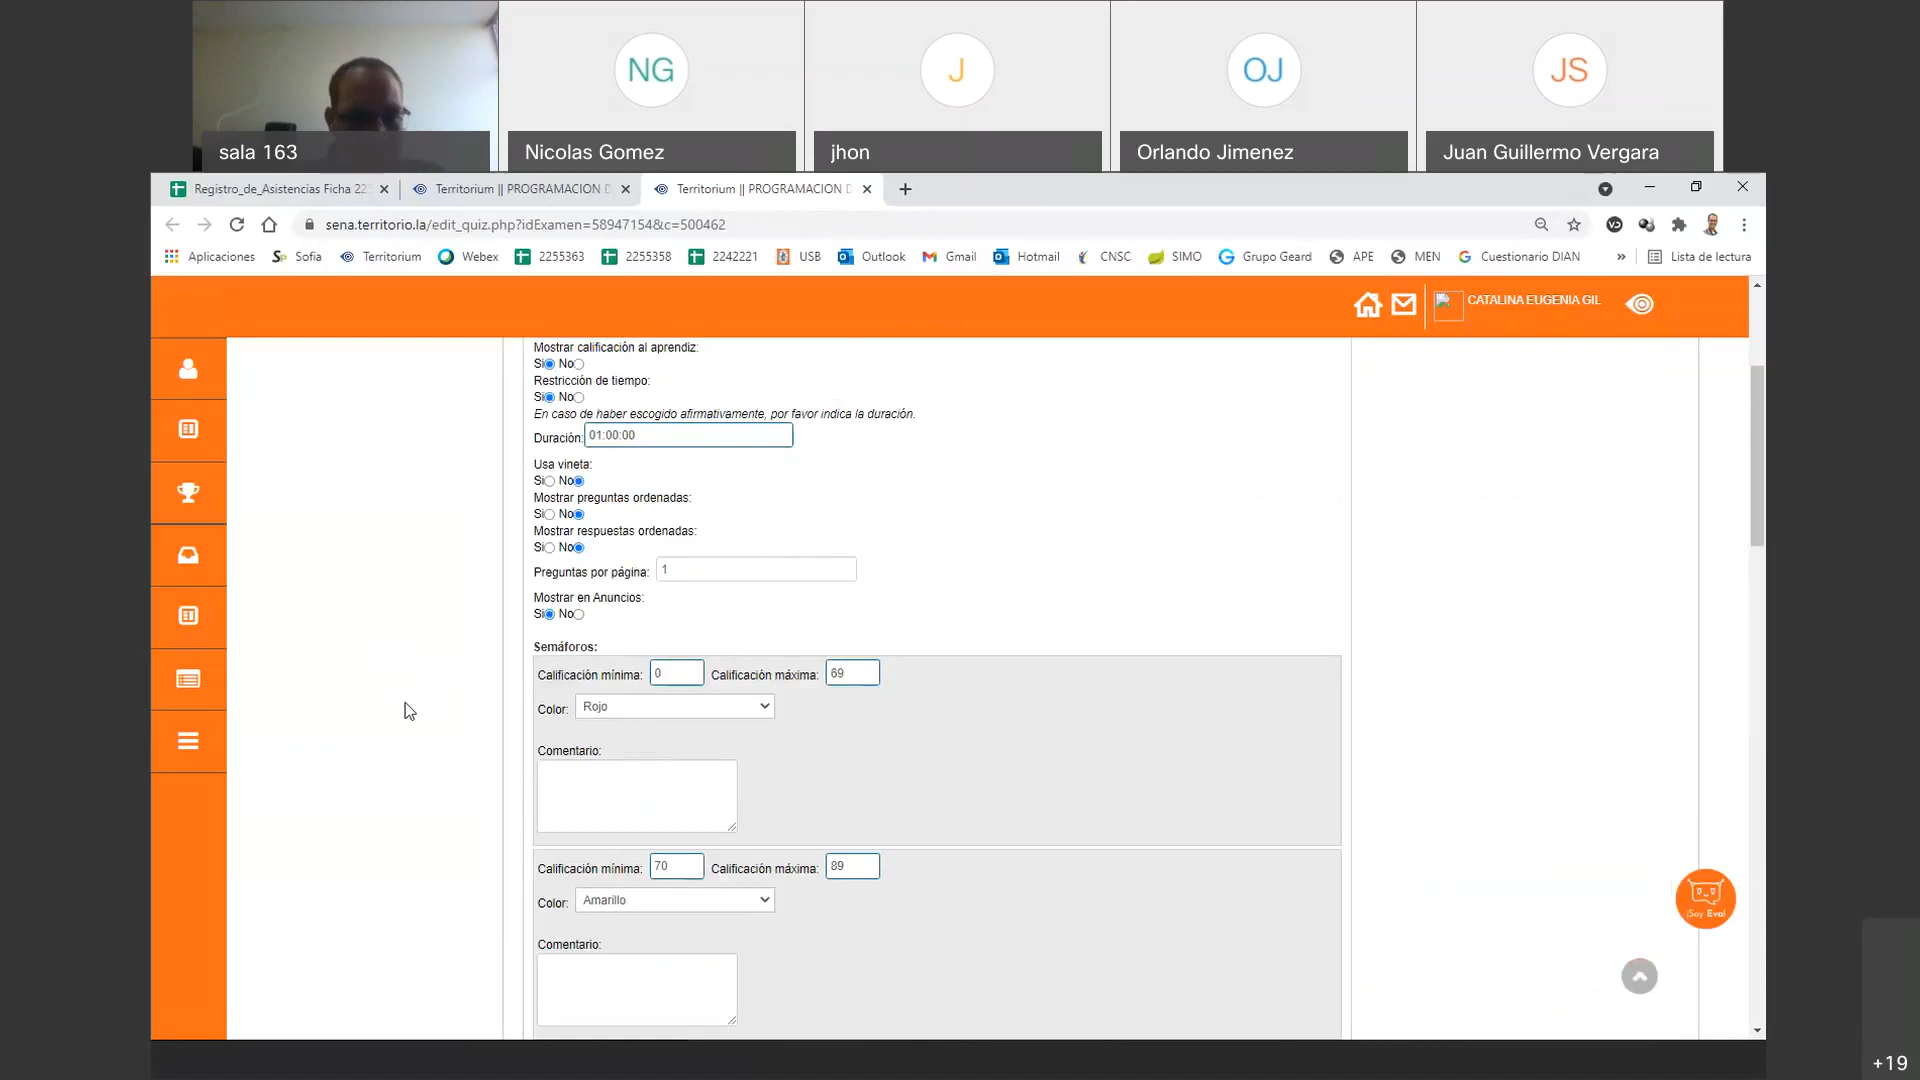 NG
J
OJ
JS
sala 163
Nicolas Gomez
jhon
Orlando Jimenez
Juan Guillermo Vergara
Registro_de_Asistencias Ficha 22
Territorium || PROGRAMACION D
Territorium || PROGRAMACION D
sena.territorio.la/edit_quiz.php?idExamen=58947154&c=500462
Aplicaciones Sofia Territorium Webex 2255363 2255358 2242221 USB Outlook Gmail Hotmail CNSC SIMO Grupo Geard APE MEN Cuestionario DIAN » Lista de lectura
CATALINA EUGENIA GIL
Mostrar calificación al aprendiz:
Si No
Restricción de tiempo:
Si No
En caso de haber escogido afirmativamente, por favor indica la duración.
Duración: 01:00:00
Usa vineta:
Si No
Mostrar preguntas ordenadas:
Si No
Mostrar respuestas ordenadas:
Si No
Preguntas por página: 1
Mostrar en Anuncios:
Si No
Semáforos:
Calificación mínima: 0 Calificación máxima: 69
Color: Rojo
Comentario:
Calificación mínima: 70 Calificación máxima: 89
Color: Amarillo
Comentario:
¡Soy Eva!
+19